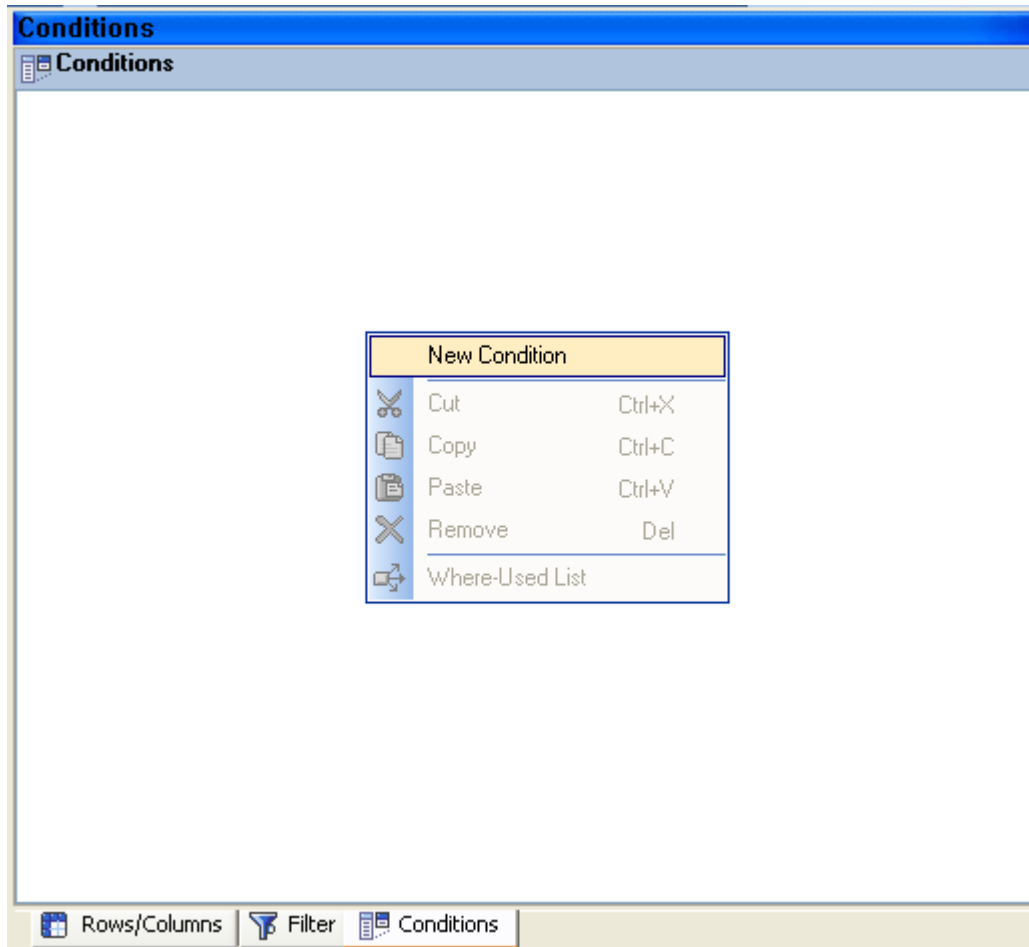 Conditions
Conditions
New Condition
Cut Ctrl+X
Copy Ctrl+C
Paste Ctrl+V
Remove Del
Where-Used List
Rows/Columns Filter Conditions